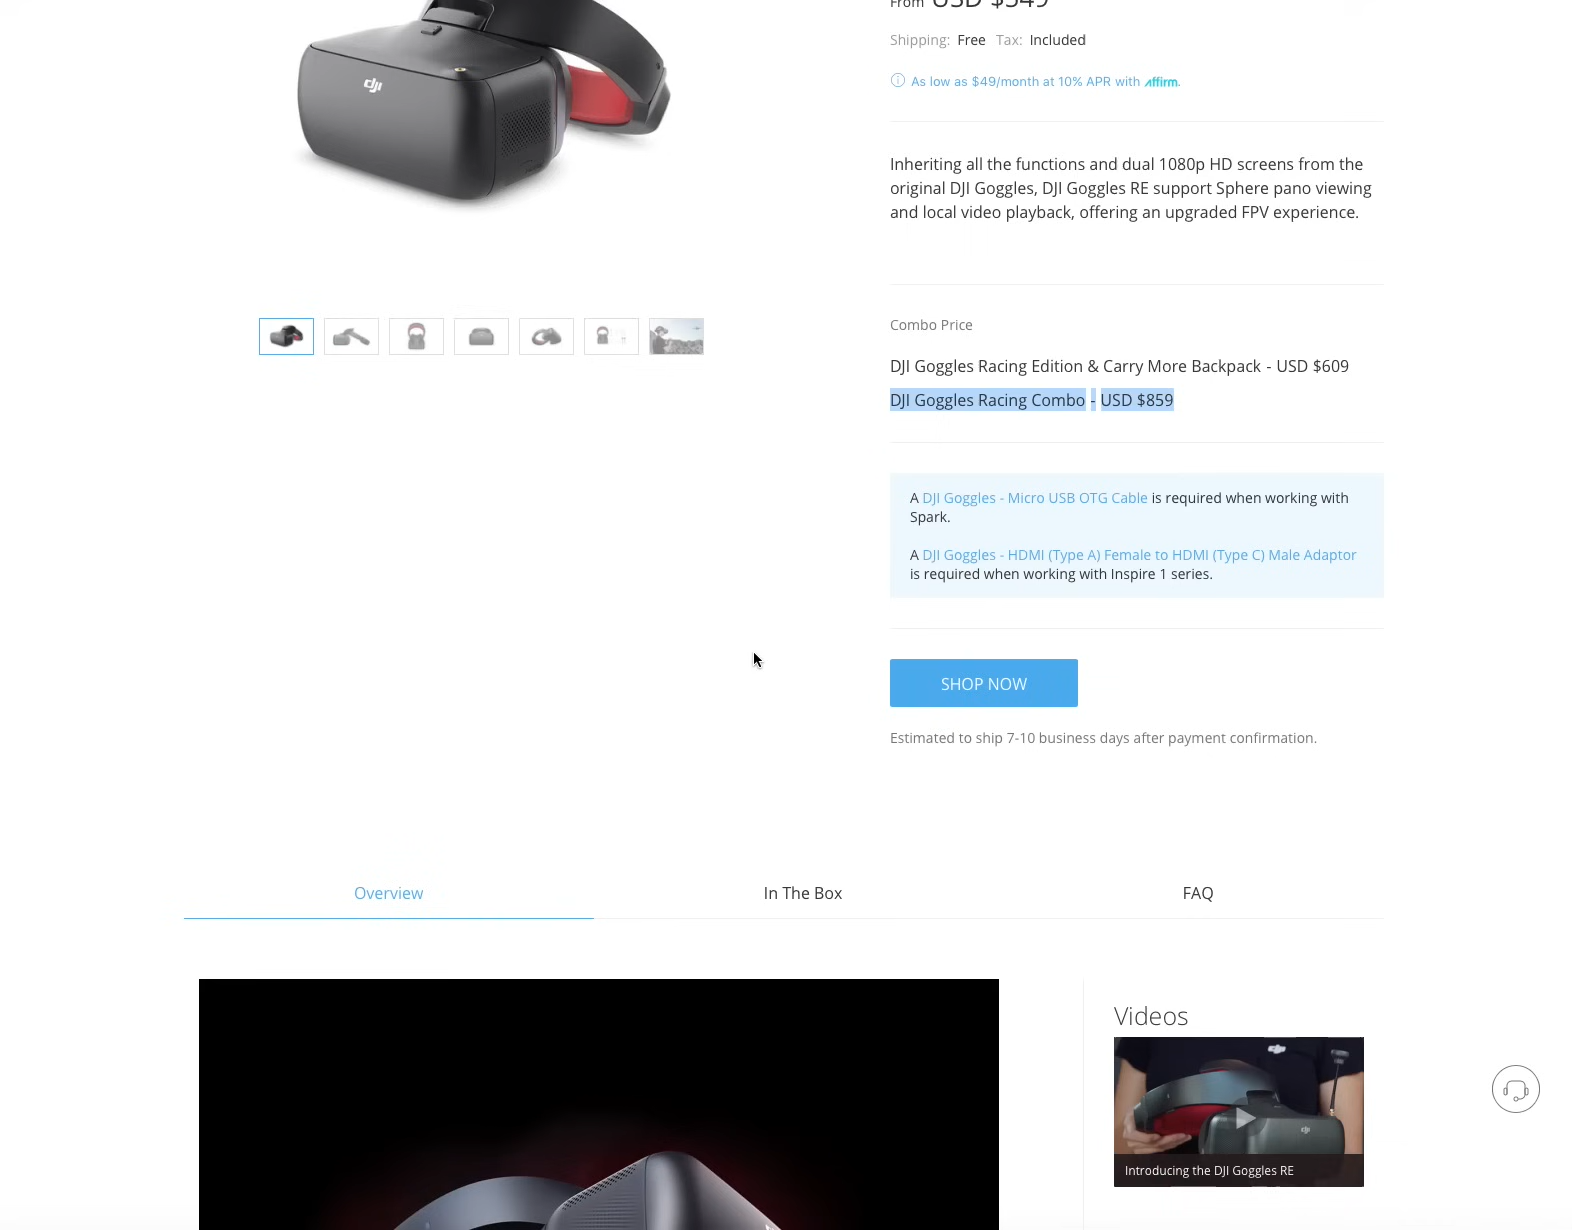 From USD $549
Shipping: Free Tax: Included
As low as $49/month at 10% APR with affirm.
dji
Inheriting all the functions and dual 1080p HD screens from the
original DJI Goggles, DJI Goggles RE support Sphere pano viewing
and local video playback, offering an upgraded FPV experience.
Combo Price
DJI Goggles Racing Edition & Carry More Backpack - USD $609
DJI Goggles Racing Combo - USD $859
A DJI Goggles - Micro USB OTG Cable is required when working with
Spark.
A DJI Goggles - HDMI (Type A) Female to HDMI (Type C) Male Adaptor
is required when working with Inspire 1 series.
SHOP NOW
Estimated to ship 7-10 business days after payment confirmation.
Overview
In The Box
FAQ
Videos
dji
dji
Introducing the DJI Goggles RE